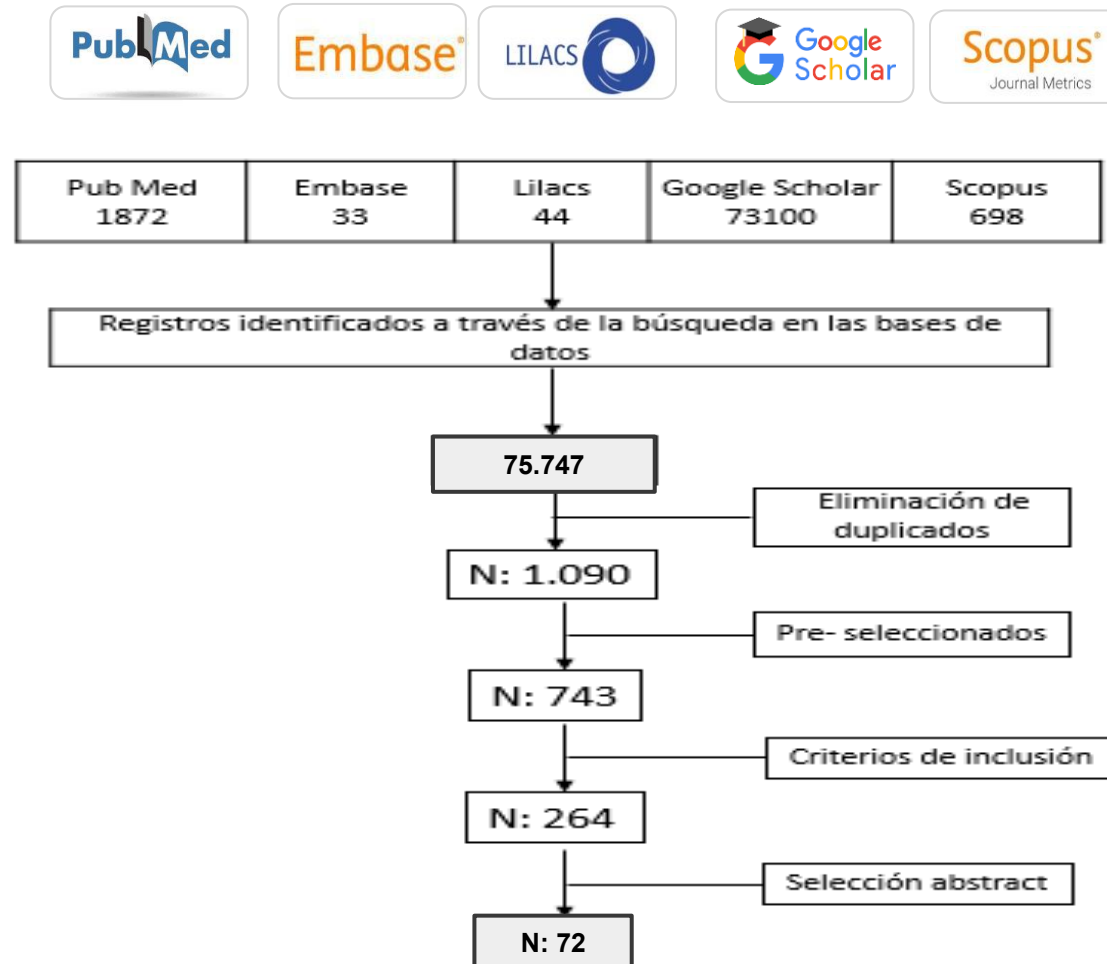 PubMed
Embase®
LILACS
Google
Scholar
Scopus®
Journal Metrics
Pub Med
1872
Embase
33
Lilacs
44
Google Scholar
73100
Scopus
698
Registros identificados a través de la búsqueda en las bases de
datos
75.747
Eliminación de
duplicados
N: 1.090
Pre- seleccionados
N: 743
Criterios de inclusión
N: 264
Selección abstract
N: 72